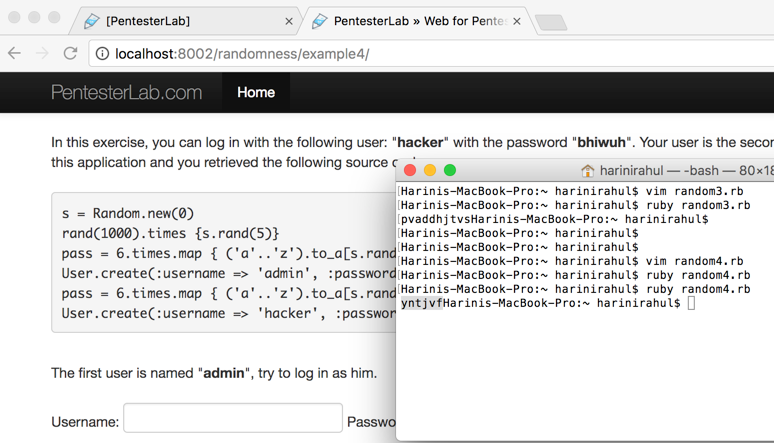 [PentesterLab]
PentesterLab » Web for Pente
localhost:8002/randomness/example4/
PentesterLab.com Home
In this exercise, you can log in with the following user: "hacker" with the password "bhiwuh". Your user is the secon
this application and you retrieved the following source
s = Random.new(0)
rand(1000).times {s.rand(5)}
pass = 6.times.map { ('a'..'z').to_a[s.rand
User.create(:username => 'admin', :password
pass = 6.times.map { ('a'..'z').to_a[s.rand
User.create(:username => 'hacker', :passwor
The first user is named "admin", try to log in as him.
Username: Passwo
harinirahul — -bash — 80×18
Harinis-MacBook-Pro:~ harinirahul$ vim random3.rb
Harinis-MacBook-Pro:~ harinirahul$ ruby random3.rb
pvaddhjtvsHarinis-MacBook-Pro:~ harinirahul$
Harinis-MacBook-Pro:~ harinirahul$
Harinis-MacBook-Pro:~ harinirahul$
Harinis-MacBook-Pro:~ harinirahul$ vim random4.rb
Harinis-MacBook-Pro:~ harinirahul$ ruby random4.rb
Harinis-MacBook-Pro:~ harinirahul$ ruby random4.rb
yntjvfHarinis-MacBook-Pro:~ harinirahul$